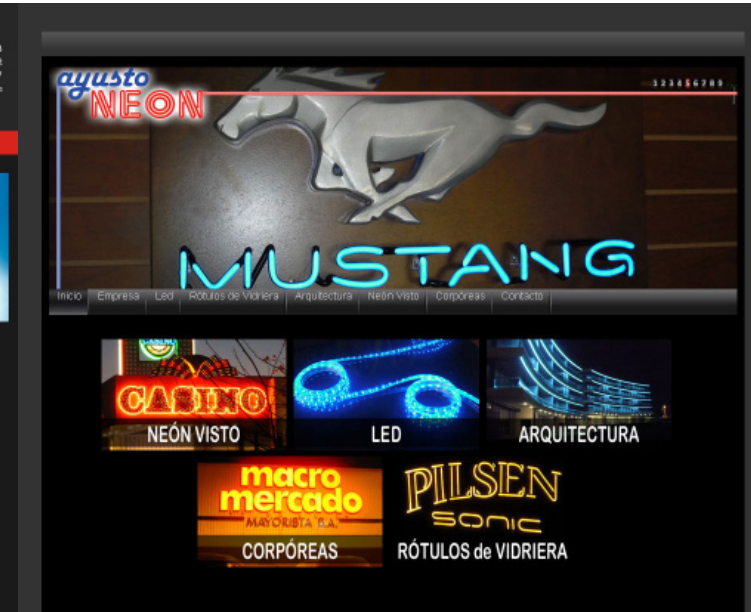 ayusto
NEON
123456789
MUSTANG
Inicio Empresa Led Rótulos de Vidriera Arquitectura Neón Visto Corpóreas Contacto
CASINO
NEÓN VISTO
LED
ARQUITECTURA
macro
mercado
MAYORISTA S.A.
CORPÓREAS
PILSEN
SONIC
RÓTULOS de VIDRIERA